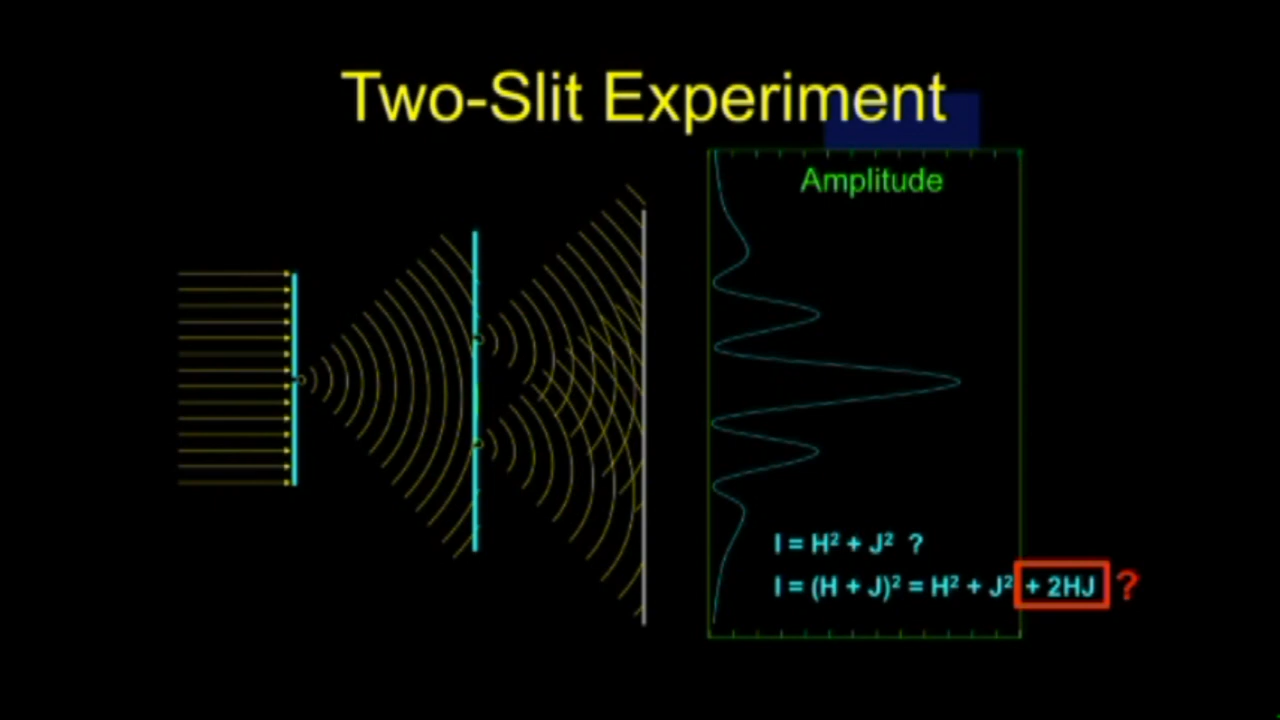 Two-Slit Experiment
Amplitude
I = H² + J² ?
I = (H + J)² = H² + J² + 2HJ ?